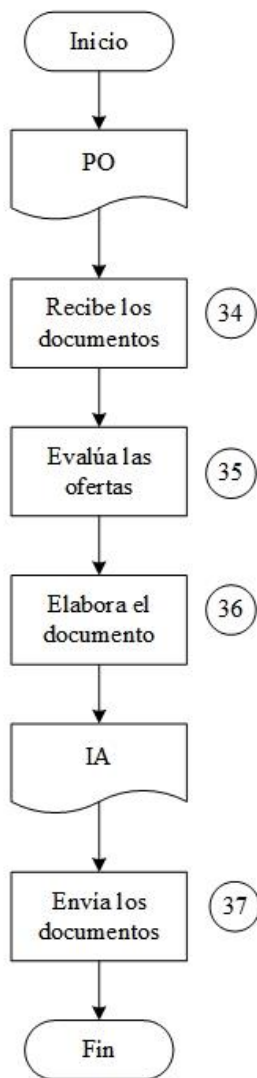 Inicio
PO
Recibe los
documentos
34
Evalúa las
ofertas
35
Elabora el
documento
36
IA
Envía los
documentos
37
Fin